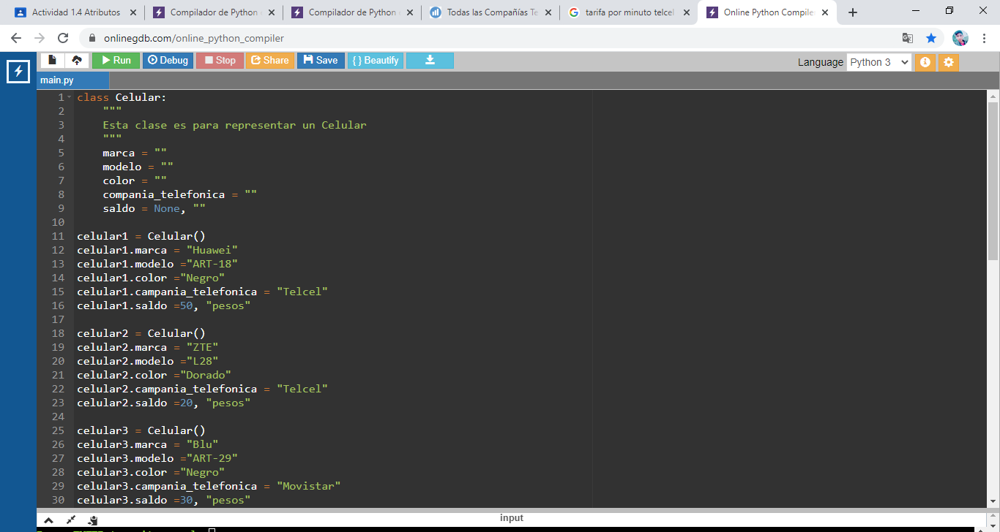 Actividad 1.4 Atributos
Compilador de Python
Compilador de Python
Todas las Compañías Te
tarifa por minuto telcel
Online Python Compiler
onlinegdb.com/online_python_compiler
Run Debug Stop Share Save { } Beautify
Language Python 3
main.py
1 class Celular:
2 """
3 Esta clase es para representar un Celular
4 """
5 marca = ""
6 modelo = ""
7 color = ""
8 compania_telefonica = ""
9 saldo = None, ""
10
11 celular1 = Celular()
12 celular1.marca = "Huawei"
13 celular1.modelo ="ART-18"
14 celular1.color ="Negro"
15 celular1.campania_telefonica = "Telcel"
16 celular1.saldo =50, "pesos"
17
18 celular2 = Celular()
19 celular2.marca = "ZTE"
20 celular2.modelo ="L28"
21 celular2.color ="Dorado"
22 celular2.campania_telefonica = "Telcel"
23 celular2.saldo =20, "pesos"
24
25 celular3 = Celular()
26 celular3.marca = "Blu"
27 celular3.modelo ="ART-29"
28 celular3.color ="Negro"
29 celular3.campania_telefonica = "Movistar"
30 celular3.saldo =30, "pesos"
input